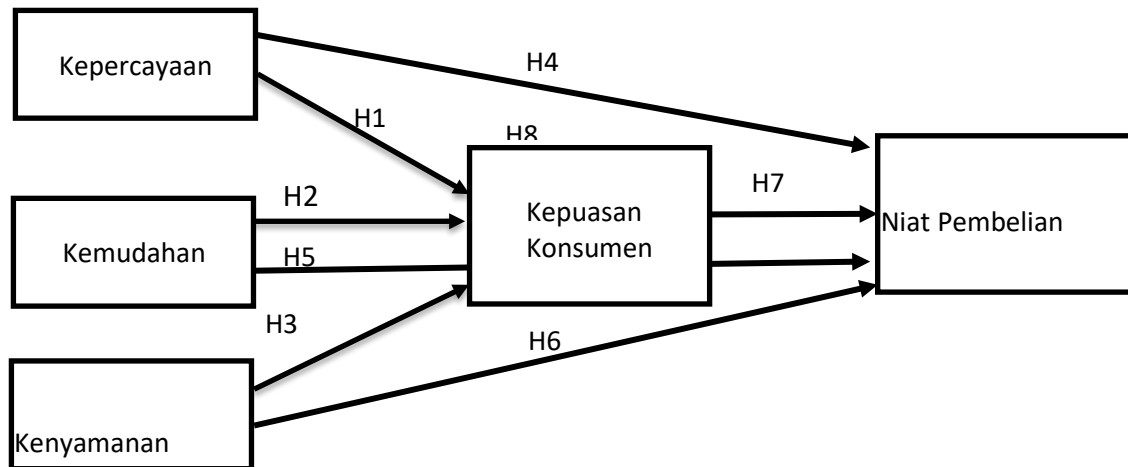 Kepercayaan
H4
H1
H8
H2
H7
Kepuasan
Konsumen
Niat Pembelian
Kemudahan
H5
H3
H6
Kenyamanan